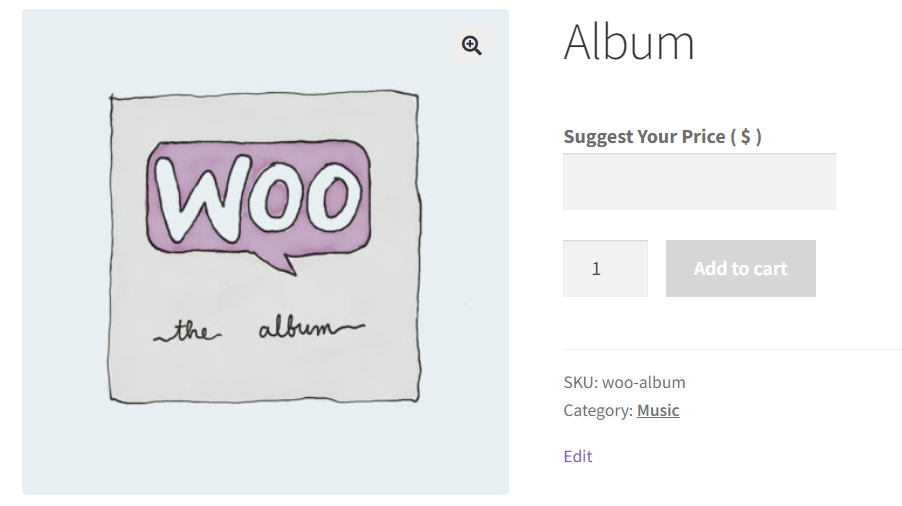 Album
WOO
the album
Suggest Your Price ( $ )
1
Add to cart
SKU: woo-album
Category: Music
Edit